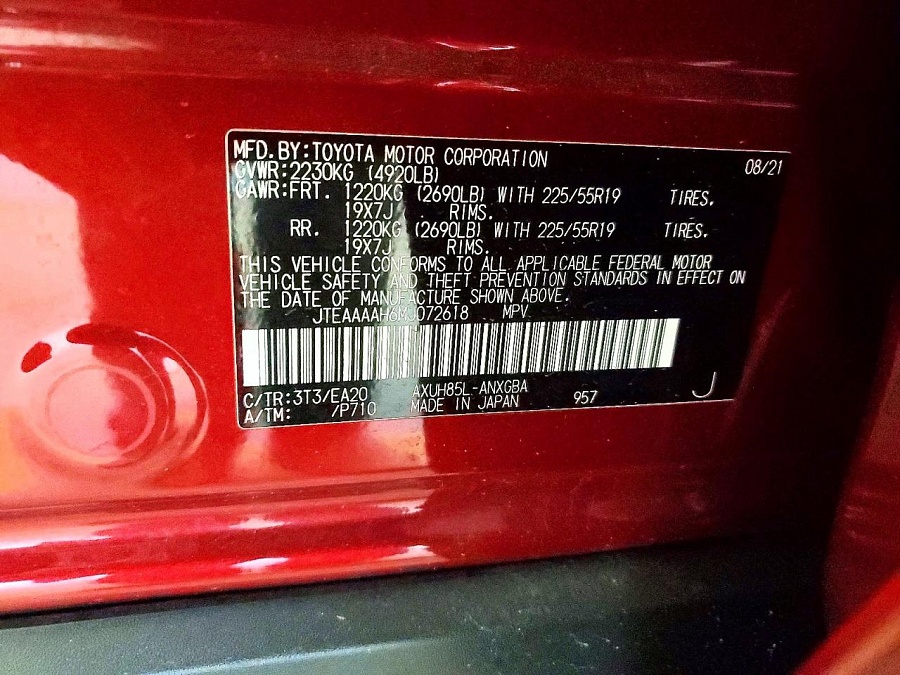 MFD.BY:TOYOTA MOTOR CORPORATION 08/21
GVWR:2230KG (4920LB)
GAWR:FRT. 1220KG (2690LB) WITH 225/55R19 TIRES.
19X7J RIMS.
RR. 1220KG (2690LB) WITH 225/55R19 TIRES.
19X7J RIMS.
THIS VEHICLE CONFORMS TO ALL APPLICABLE FEDERAL MOTOR
VEHICLE SAFETY AND THEFT PREVENTION STANDARDS IN EFFECT ON
THE DATE OF MANUFACTURE SHOWN ABOVE.
MPV
C/TR:3T3/EA20 AXUH85L-ANXGBA
A/TM: /P710 MADE IN JAPAN 957 J